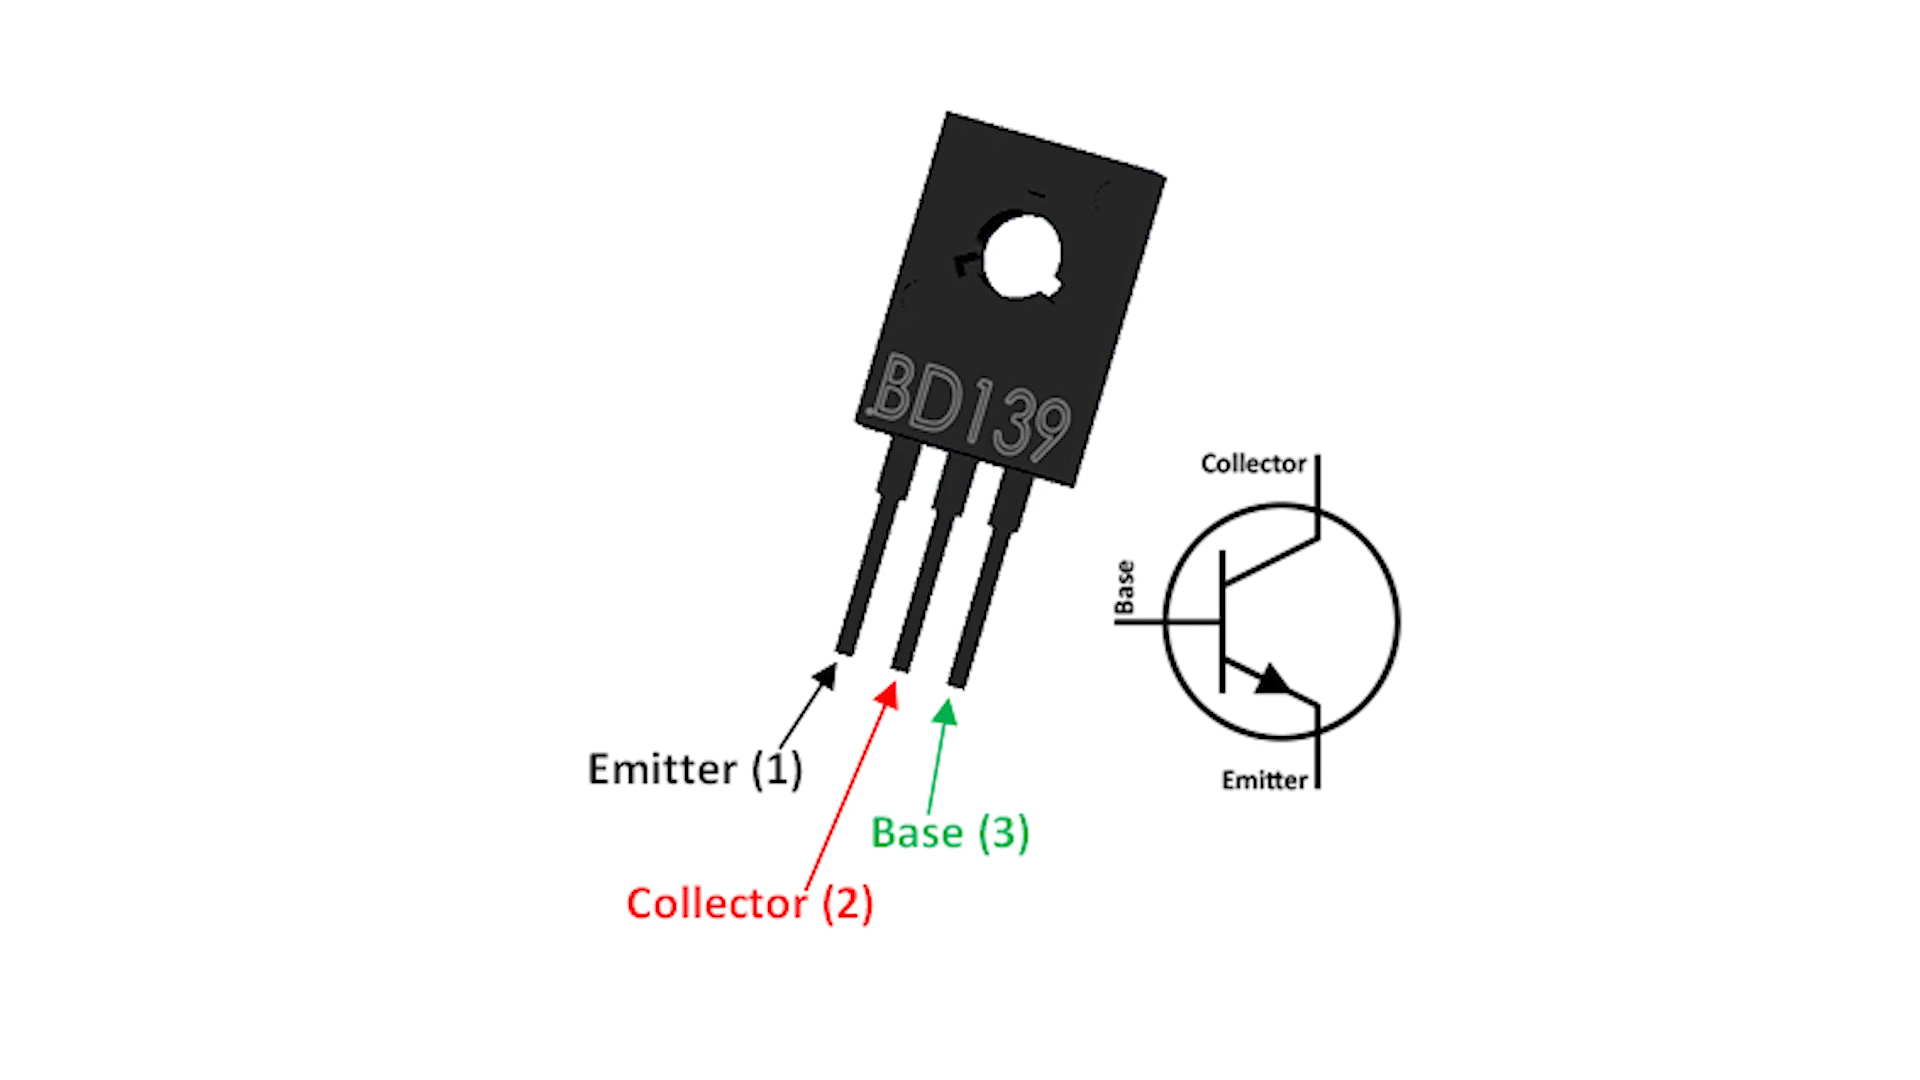 BD139
Collector
Base
Emitter
Emitter (1)
Base (3)
Collector (2)